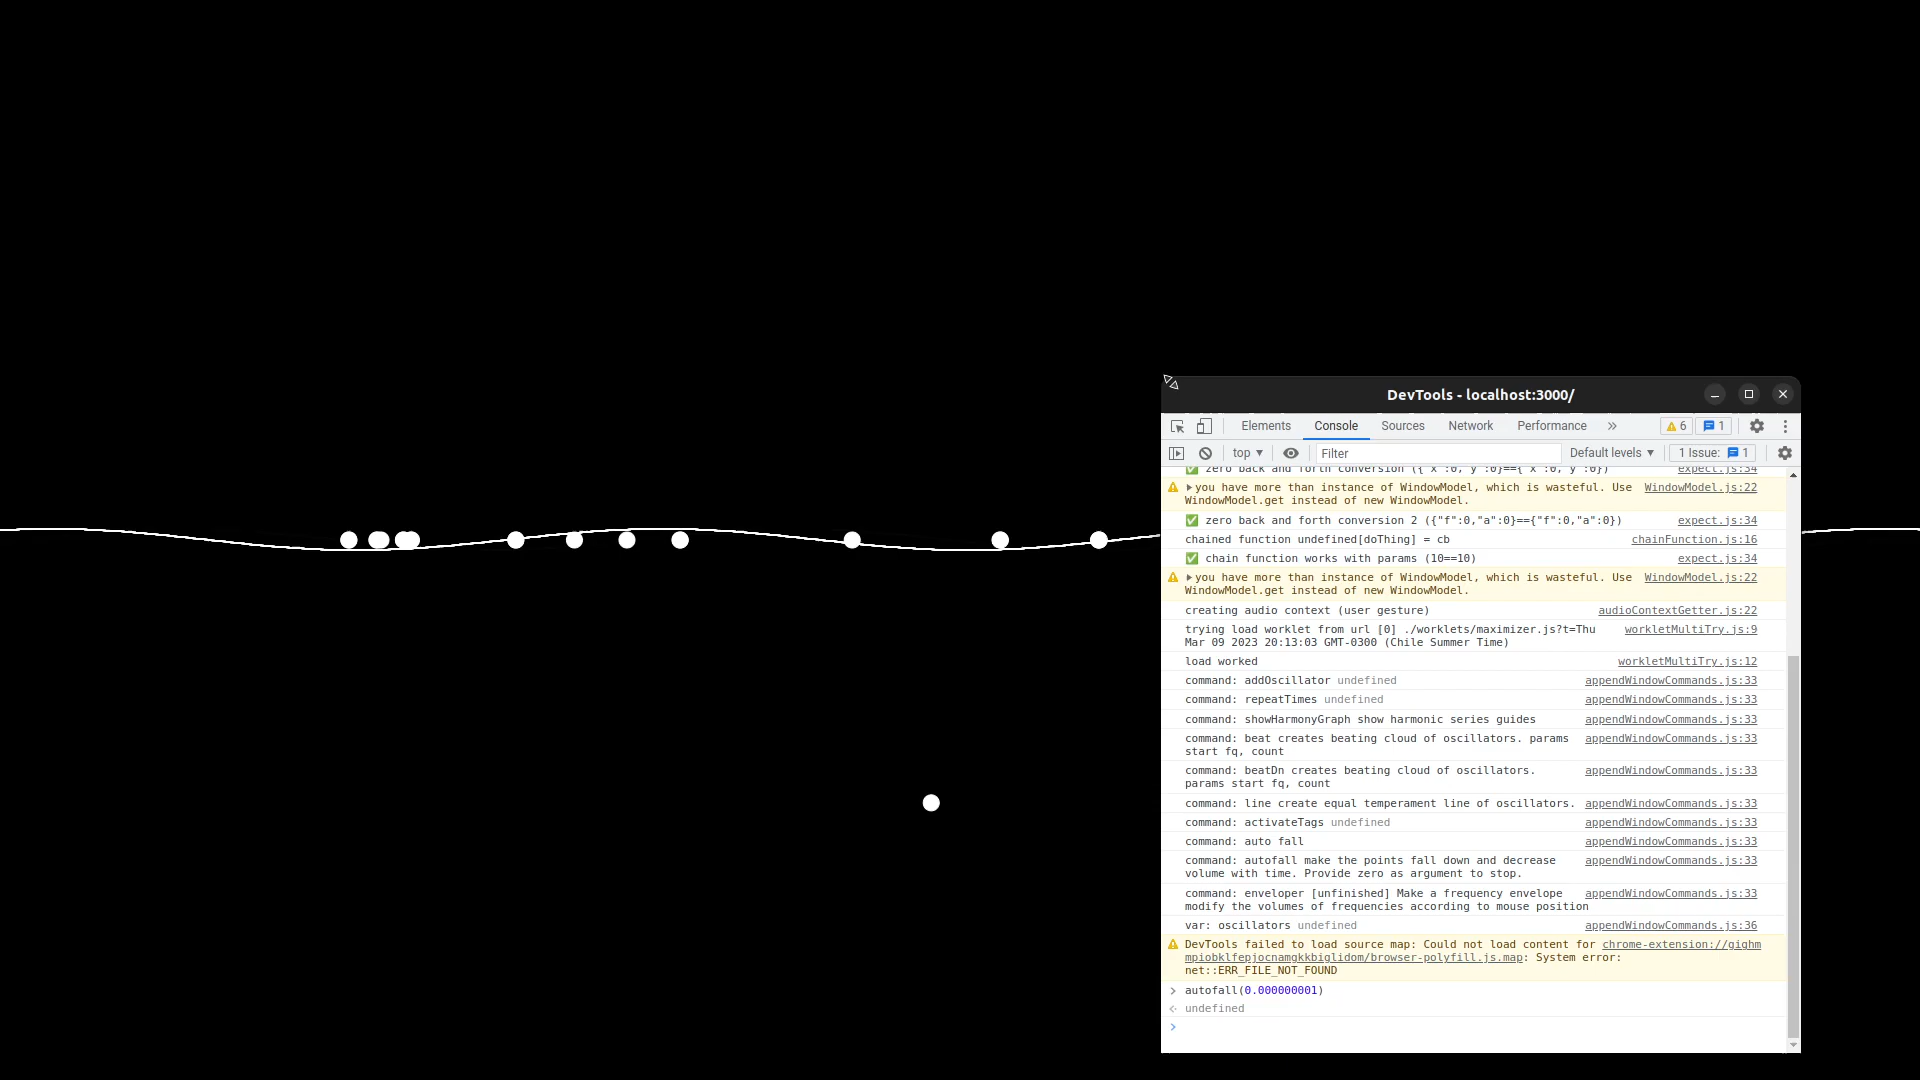 DevTools - localhost:3000/
Elements Console Sources Network Performance » 6 1
top Filter Default levels 1 Issue: 1
✅ zero back and forth conversion ({"x":0,"y":0}=={"x":0,"y":0}) expect.js:34
you have more than instance of WindowModel, which is wasteful. Use WindowModel.js:22
WindowModel.get instead of new WindowModel.
✅ zero back and forth conversion 2 ({"f":0,"a":0}=={"f":0,"a":0}) expect.js:34
chained function undefined[doThing] = cb chainFunction.js:16
✅ chain function works with params (10==10) expect.js:34
you have more than instance of WindowModel, which is wasteful. Use WindowModel.js:22
WindowModel.get instead of new WindowModel.
creating audio context (user gesture) audioContextGetter.js:22
trying load worklet from url [0] ./worklets/maximizer.js?t=Thu workletMultiTry.js:9
Mar 09 2023 20:13:03 GMT-0300 (Chile Summer Time)
load worked workletMultiTry.js:12
command: addOscillator undefined appendWindowCommands.js:33
command: repeatTimes undefined appendWindowCommands.js:33
command: showHarmonyGraph show harmonic series guides appendWindowCommands.js:33
command: beat creates beating cloud of oscillators. params appendWindowCommands.js:33
start fq, count
command: beatDn creates beating cloud of oscillators. appendWindowCommands.js:33
params start fq, count
command: line create equal temperament line of oscillators. appendWindowCommands.js:33
command: activateTags undefined appendWindowCommands.js:33
command: auto fall appendWindowCommands.js:33
command: autofall make the points fall down and decrease appendWindowCommands.js:33
volume with time. Provide zero as argument to stop.
command: enveloper [unfinished] Make a frequency envelope appendWindowCommands.js:33
modify the volumes of frequencies according to mouse position
var: oscillators undefined appendWindowCommands.js:36
DevTools failed to load source map: Could not load content for chrome-extension://gighm
mpiobklfepjocnamgkkbiglidom/browser-polyfill.js.map: System error:
net::ERR_FILE_NOT_FOUND
> autofall(0.000000001)
undefined
>